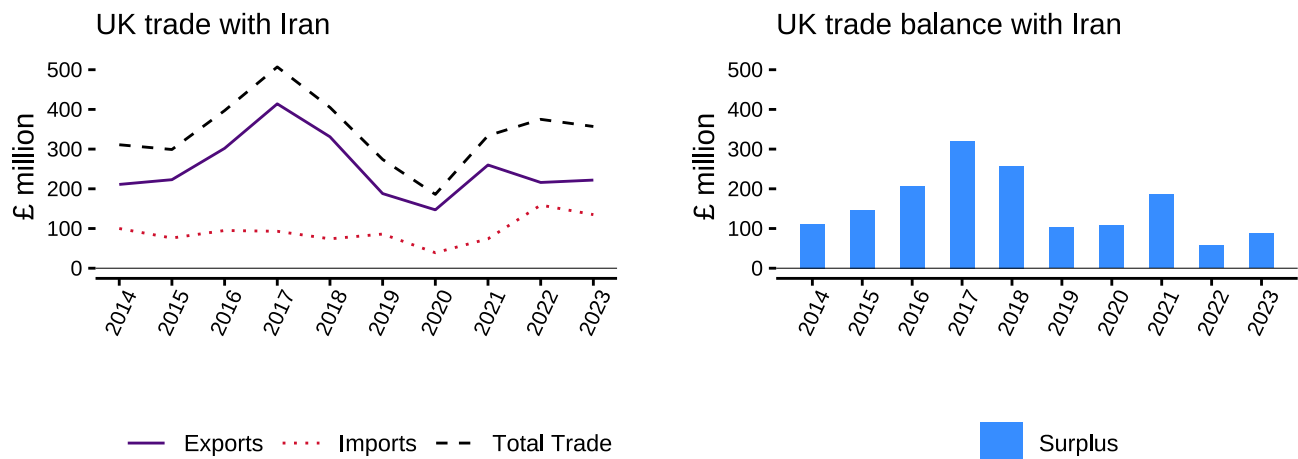 UK trade with Iran
£ million
500
400
300
200
100
0
2014 2015 2016 2017 2018 2019 2020 2021 2022 2023
Exports Imports Total Trade
UK trade balance with Iran
£ million
500
400
300
200
100
0
2014 2015 2016 2017 2018 2019 2020 2021 2022 2023
Surplus